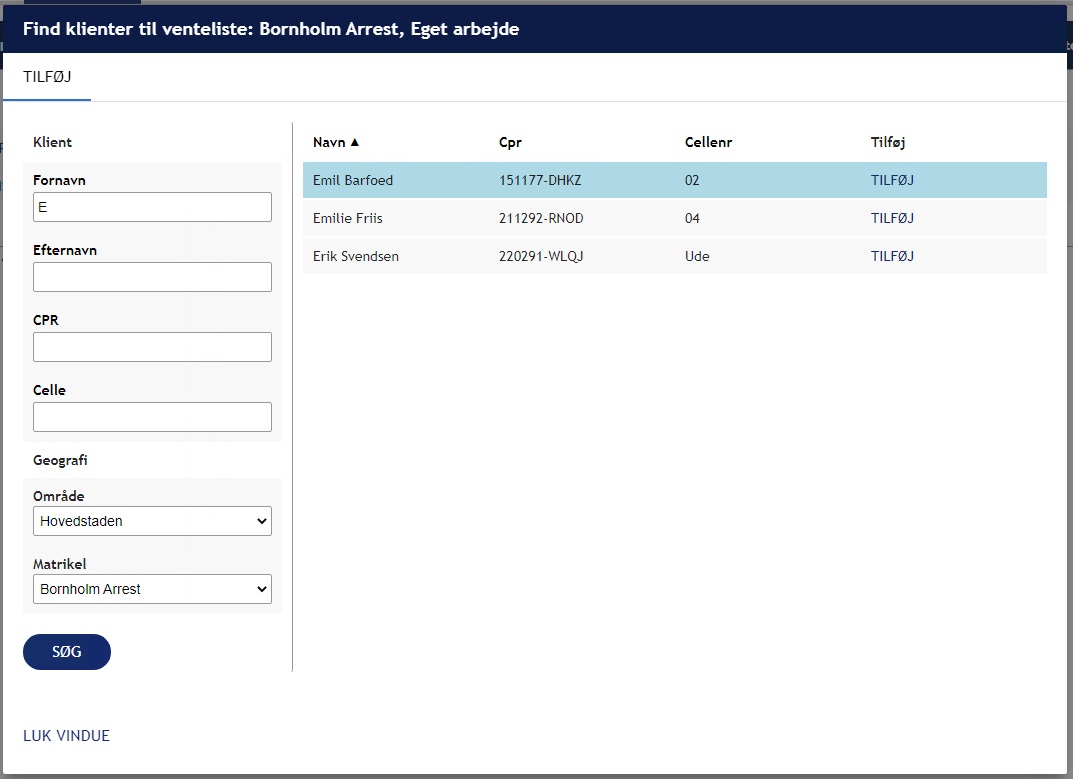 Find klienter til venteliste: Bornholm Arrest, Eget arbejde
TILFØJ
Klient
Fornavn
E
Efternavn
CPR
Celle
Geografi
Område
Hovedstaden
Matrikel
Bornholm Arrest
SØG
Navn ▲ Cpr Cellenr Tilføj
Emil Barfoed 151177-DHKZ 02 TILFØJ
Emilie Friis 211292-RNOD 04 TILFØJ
Erik Svendsen 220291-WLQJ Ude TILFØJ
LUK VINDUE